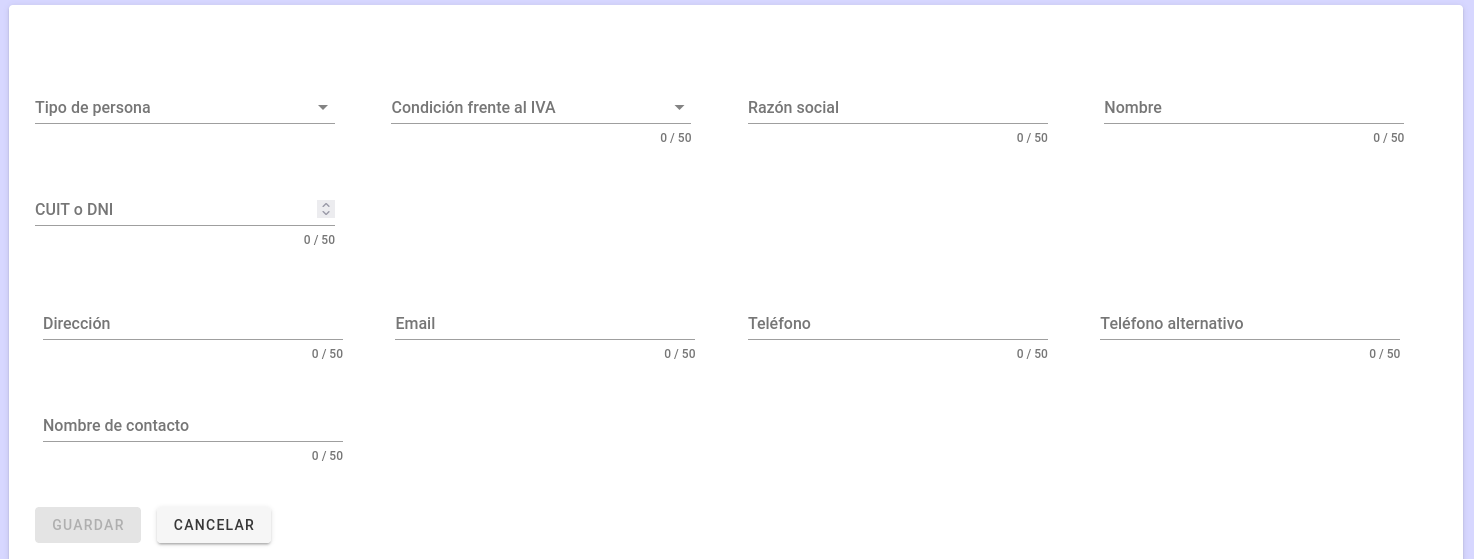 Tipo de persona Condición frente al IVA Razón social Nombre
0 / 50 0 / 50 0 / 50
CUIT o DNI
0 / 50
Dirección Email Teléfono Teléfono alternativo
0 / 50 0 / 50 0 / 50 0 / 50
Nombre de contacto
0 / 50
GUARDAR CANCELAR